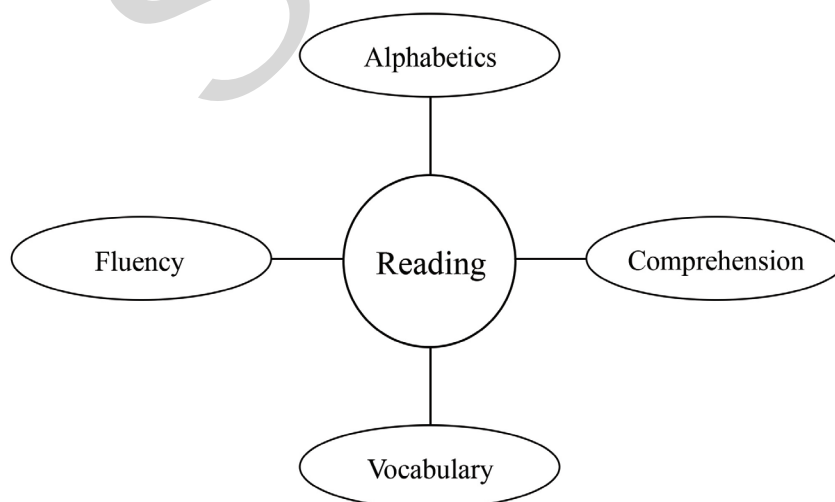 Alphabetics
Fluency
Reading
Comprehension
Vocabulary